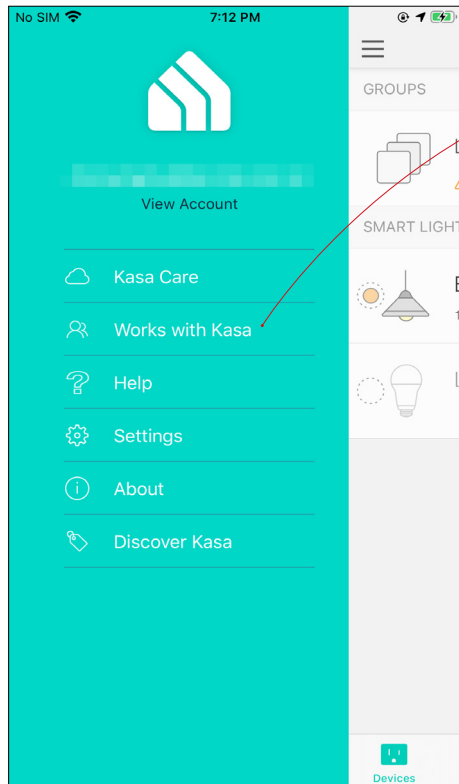 No SIM 7:12 PM
GROUPS
View Account
SMART LIGHT
Kasa Care
Works with Kasa
Help
Settings
About
Discover Kasa
Devices